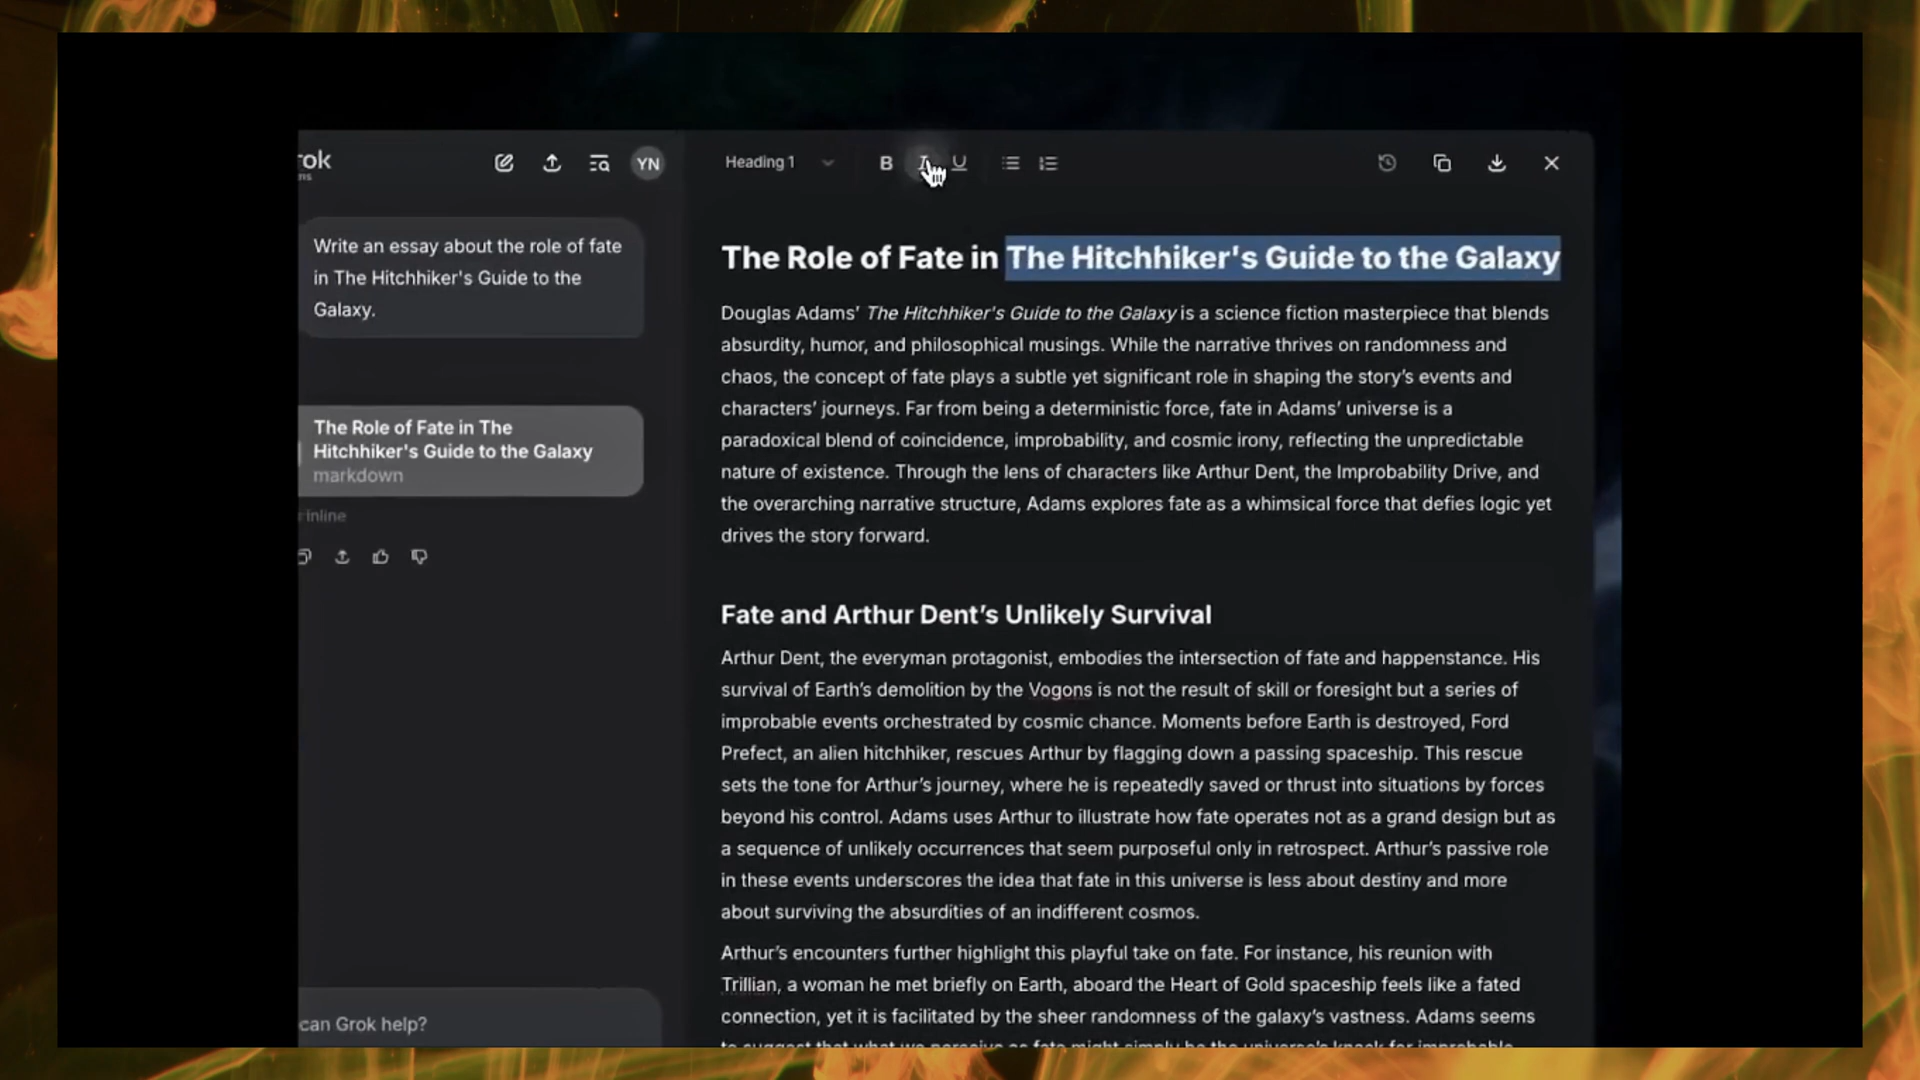 rok
ns
YN
Write an essay about the role of fate
in The Hitchhiker's Guide to the
Galaxy.
The Role of Fate in The
Hitchhiker's Guide to the Galaxy
markdown
inline
can Grok help?
Heading 1
B I U
The Role of Fate in The Hitchhiker's Guide to the Galaxy
Douglas Adams’ The Hitchhiker's Guide to the Galaxy is a science fiction masterpiece that blends
absurdity, humor, and philosophical musings. While the narrative thrives on randomness and
chaos, the concept of fate plays a subtle yet significant role in shaping the story’s events and
characters’ journeys. Far from being a deterministic force, fate in Adams’ universe is a
paradoxical blend of coincidence, improbability, and cosmic irony, reflecting the unpredictable
nature of existence. Through the lens of characters like Arthur Dent, the Improbability Drive, and
the overarching narrative structure, Adams explores fate as a whimsical force that defies logic yet
drives the story forward.
Fate and Arthur Dent’s Unlikely Survival
Arthur Dent, the everyman protagonist, embodies the intersection of fate and happenstance. His
survival of Earth’s demolition by the Vogons is not the result of skill or foresight but a series of
improbable events orchestrated by cosmic chance. Moments before Earth is destroyed, Ford
Prefect, an alien hitchhiker, rescues Arthur by flagging down a passing spaceship. This rescue
sets the tone for Arthur’s journey, where he is repeatedly saved or thrust into situations by forces
beyond his control. Adams uses Arthur to illustrate how fate operates not as a grand design but as
a sequence of unlikely occurrences that seem purposeful only in retrospect. Arthur’s passive role
in these events underscores the idea that fate in this universe is less about destiny and more
about surviving the absurdities of an indifferent cosmos.
Arthur’s encounters further highlight this playful take on fate. For instance, his reunion with
Trillian, a woman he met briefly on Earth, aboard the Heart of Gold spaceship feels like a fated
connection, yet it is facilitated by the sheer randomness of the galaxy’s vastness. Adams seems
to suggest that what we perceive as fate might simply be the universe’s knack for improbable